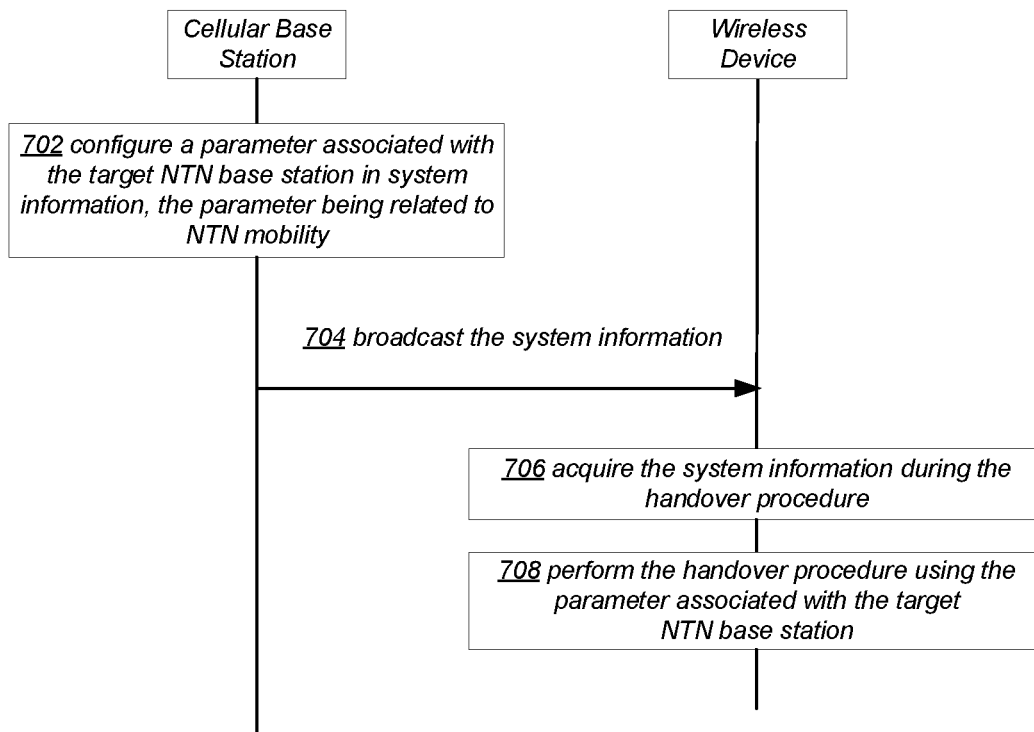 Cellular Base
Station
Wireless
Device
702 configure a parameter associated with
the target NTN base station in system
information, the parameter being related to
NTN mobility
704 broadcast the system information
706 acquire the system information during the
handover procedure
708 perform the handover procedure using the
parameter associated with the target
NTN base station